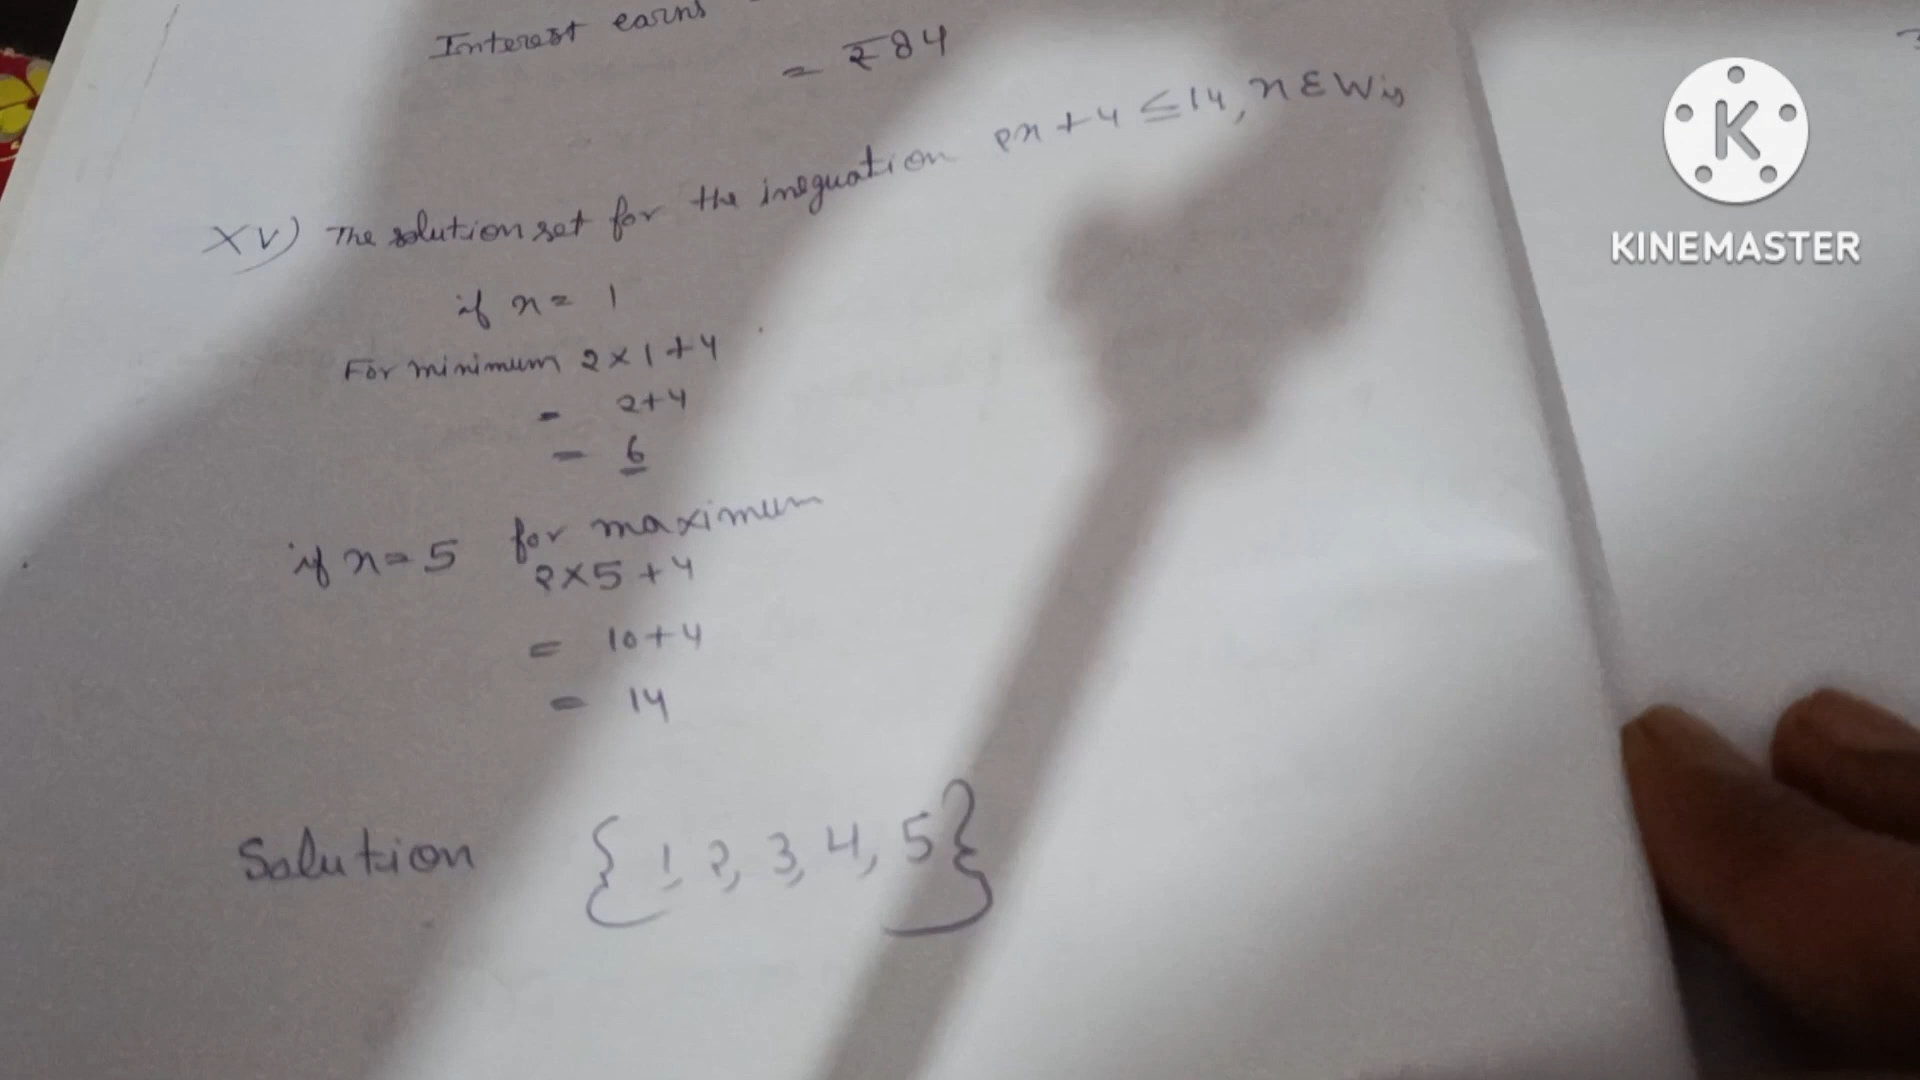 Interest earns
= ₹84
XV) The solution set for the inequation 2x+4 ≤14, x ε W is
if x = 1
For minimum 2×1+4
= 2+4
= 6
if x=5 for maximum
2×5+4
= 10+4
= 14
Solution {1, 2, 3, 4, 5}
K
KINEMASTER